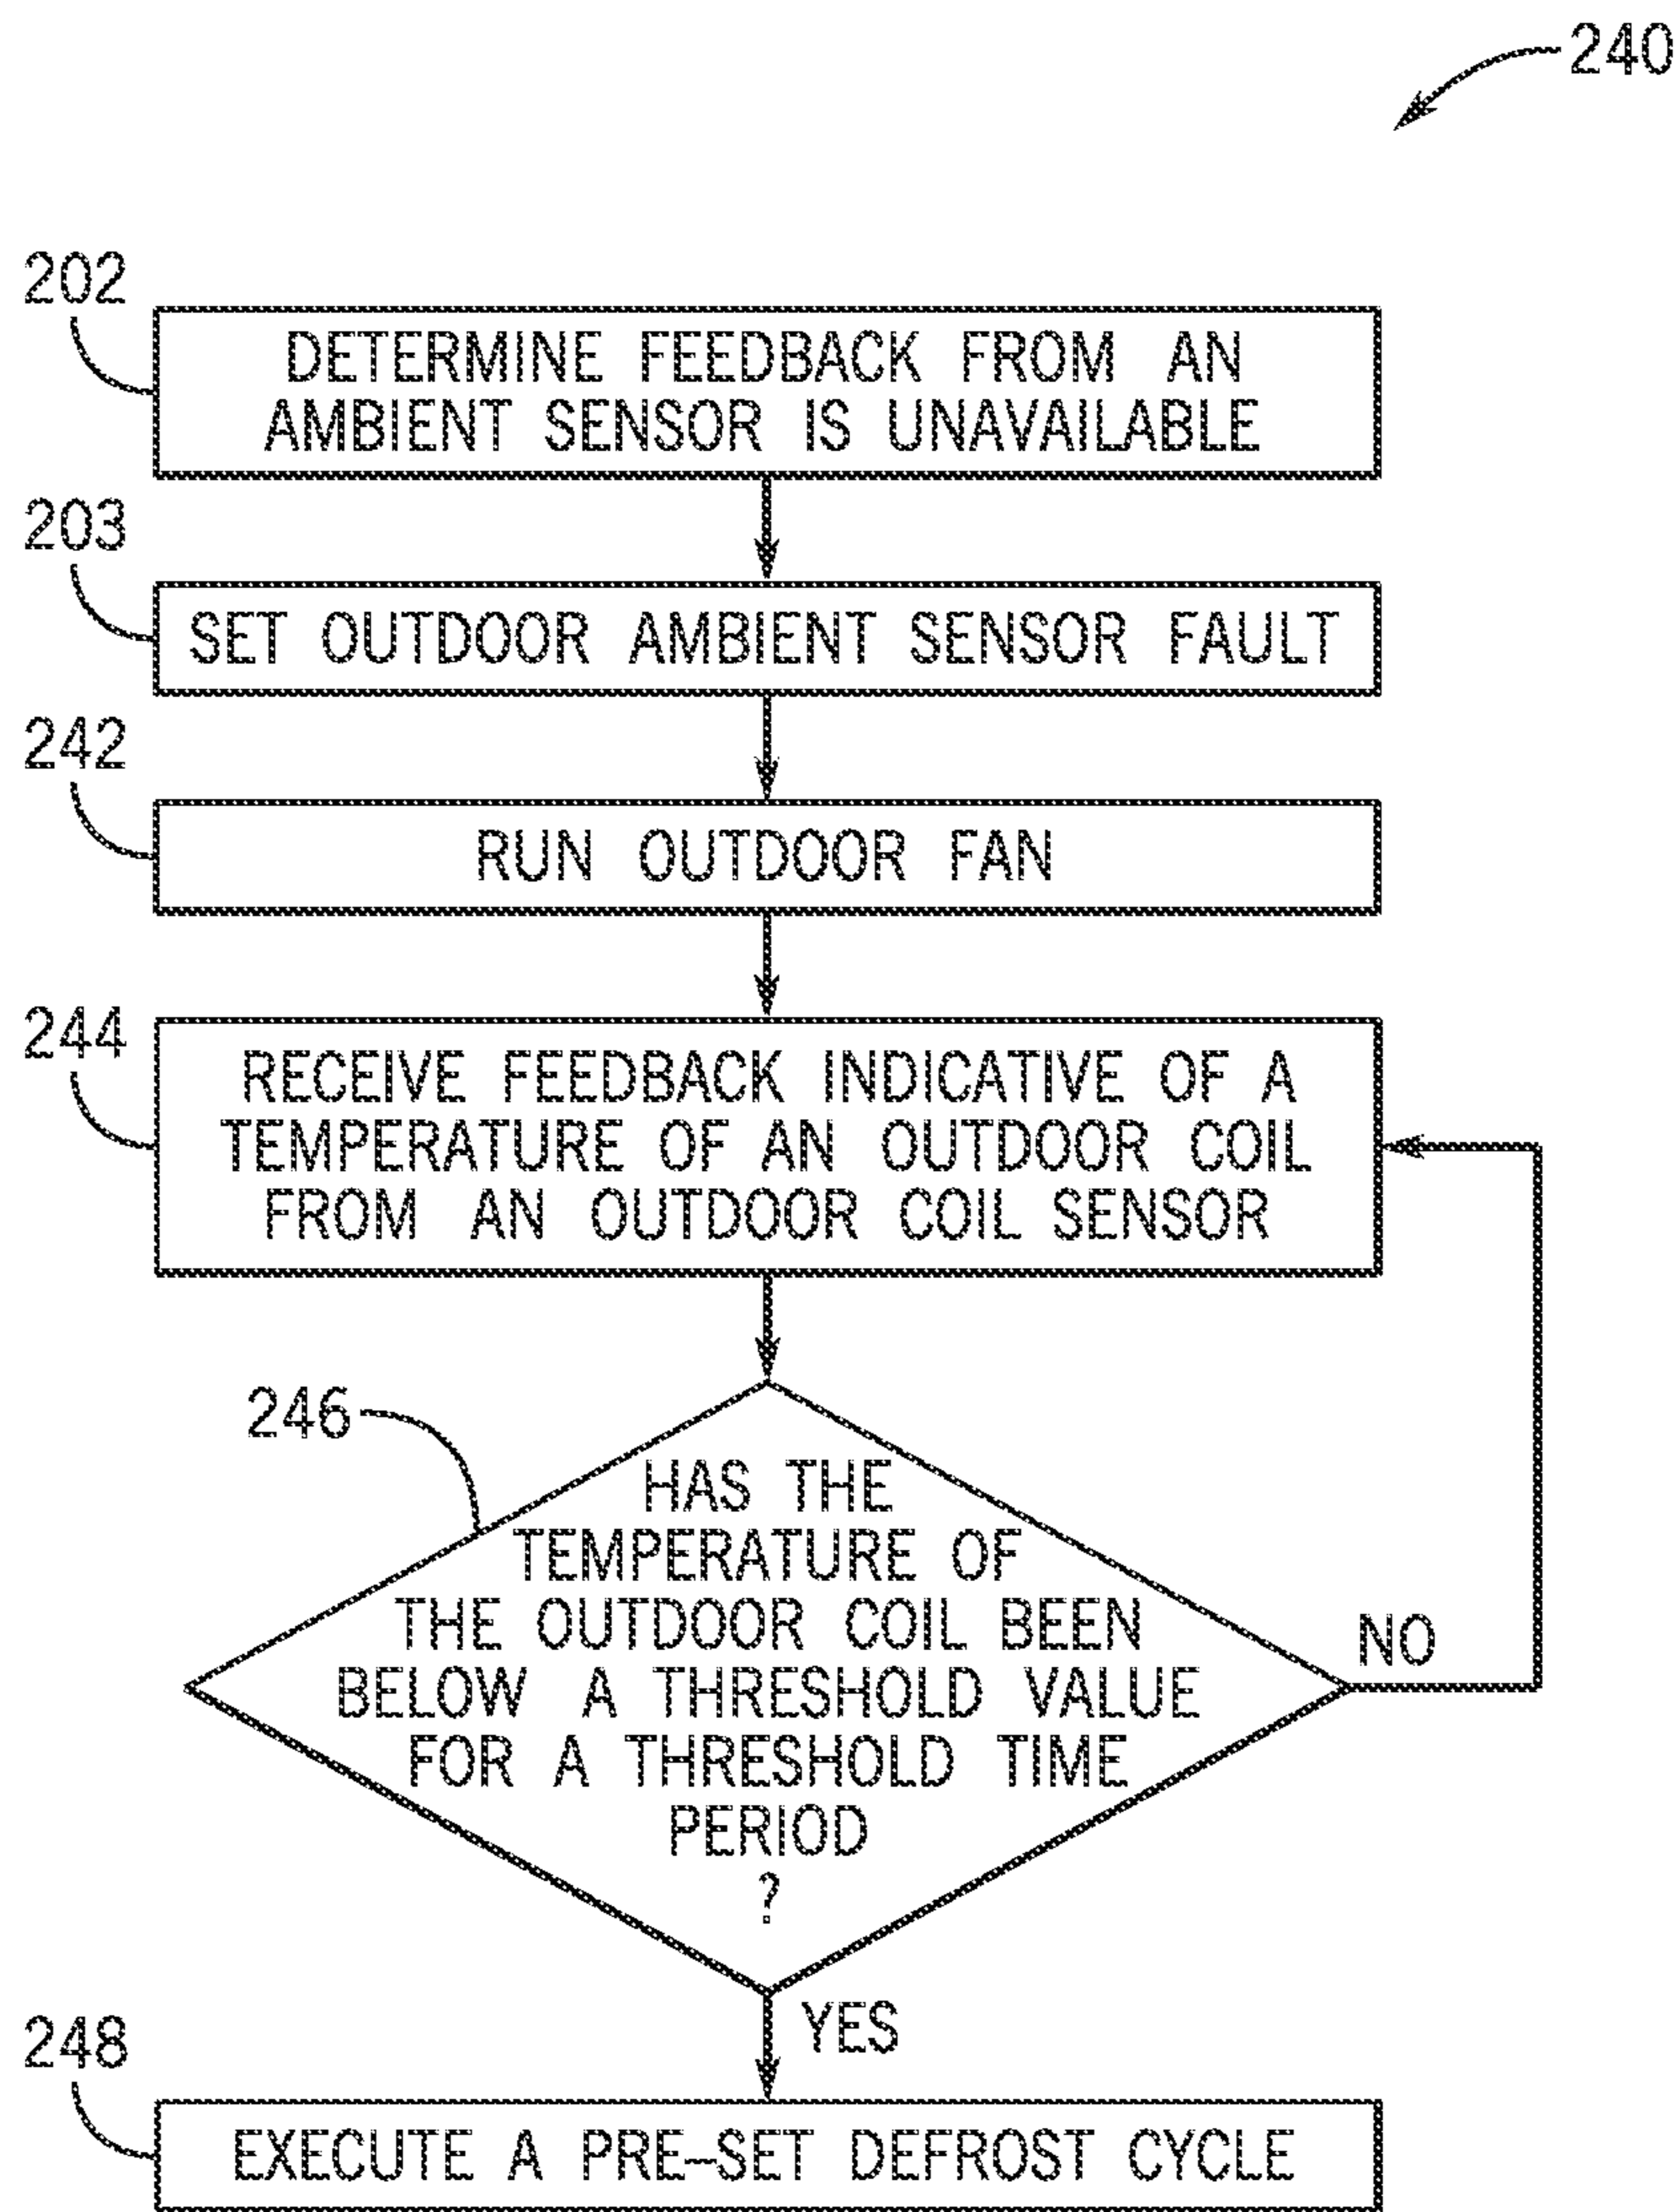 240
202
DETERMINE FEEDBACK FROM AN
AMBIENT SENSOR IS UNAVAILABLE
203
SET OUTDOOR AMBIENT SENSOR FAULT
242
RUN OUTDOOR FAN
244
RECEIVE FEEDBACK INDICATIVE OF A
TEMPERATURE OF AN OUTDOOR COIL
FROM AN OUTDOOR COIL SENSOR
246
HAS THE
TEMPERATURE OF
THE OUTDOOR COIL BEEN
BELOW A THRESHOLD VALUE
FOR A THRESHOLD TIME
PERIOD
?
NO
YES
248
EXECUTE A PRE-SET DEFROST CYCLE